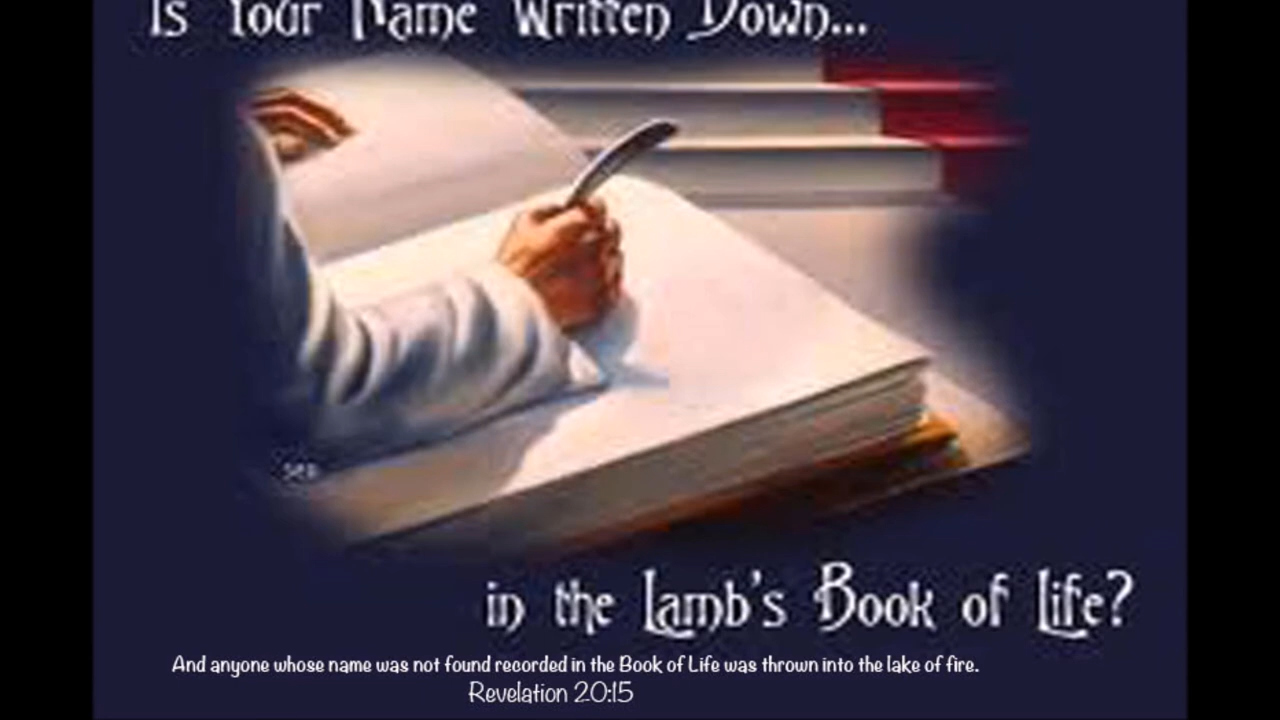 Is Your Name Written Down...
in the Lamb's Book of Life?
And anyone whose name was not found recorded in the Book of Life was thrown into the lake of fire.
Revelation 20:15